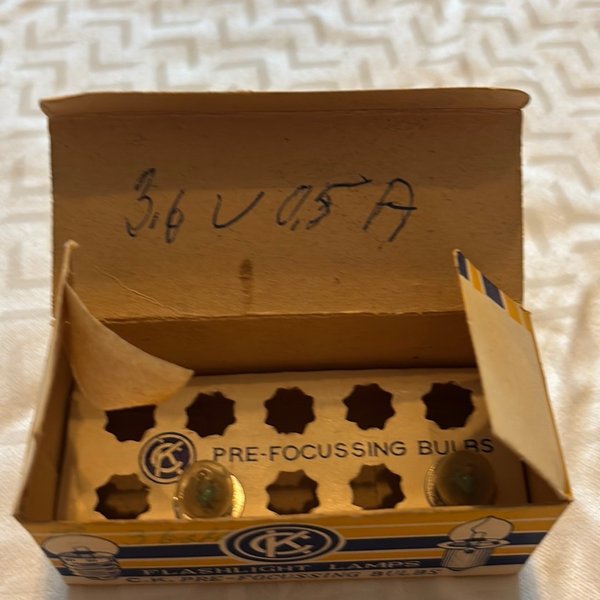 3,6 V 0,5 A
CK PRE-FOCUSSING BULBS
CK
FLASHLIGHT LAMPS
C.K. PRE-FOCUSSING BULBS